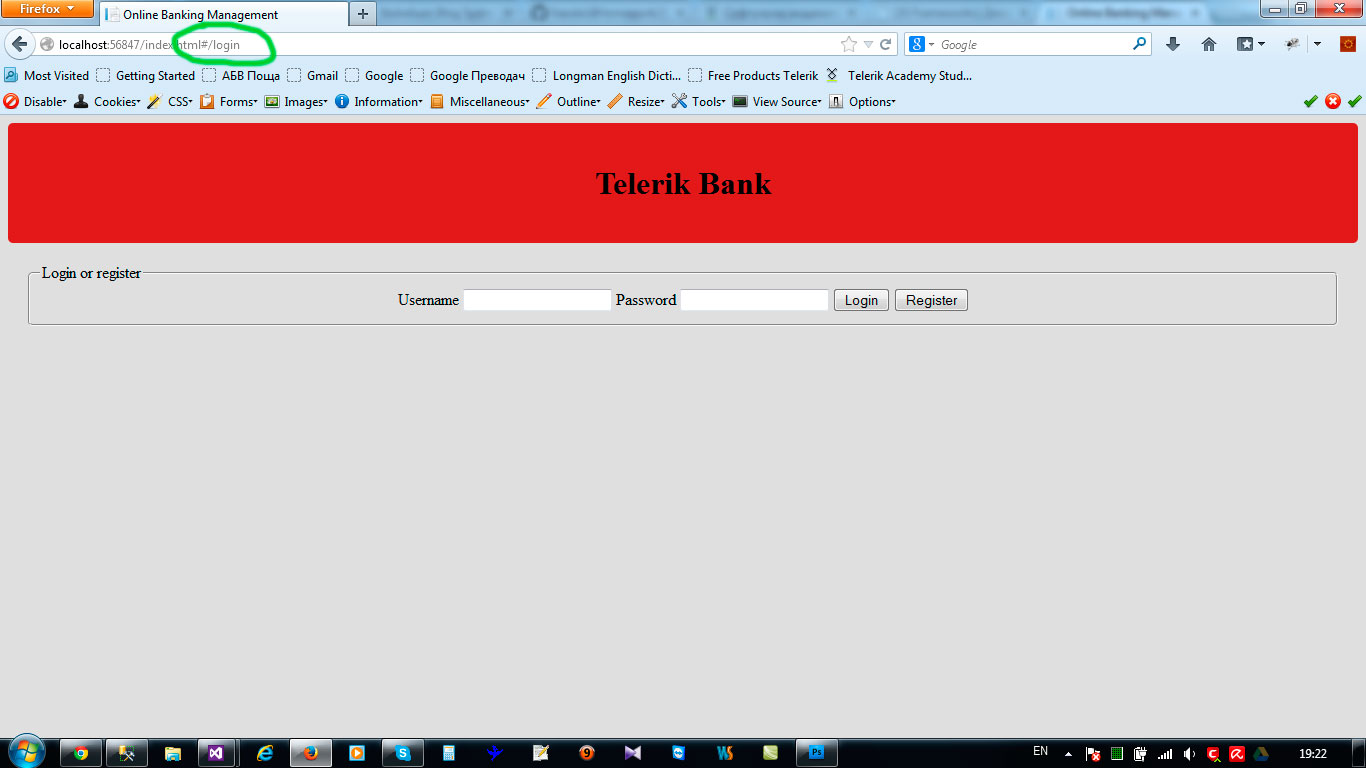 Firefox
Online Banking Management
localhost:56847/index.html#/login
Google
Most Visited Getting Started АБВ Поща Gmail Google Google Преводач Longman English Dicti... Free Products Telerik Telerik Academy Stud...
Disable Cookies CSS Forms Images Information Miscellaneous Outline Resize Tools View Source Options
Telerik Bank
Login or register
Username Password Login Register
EN 19:22